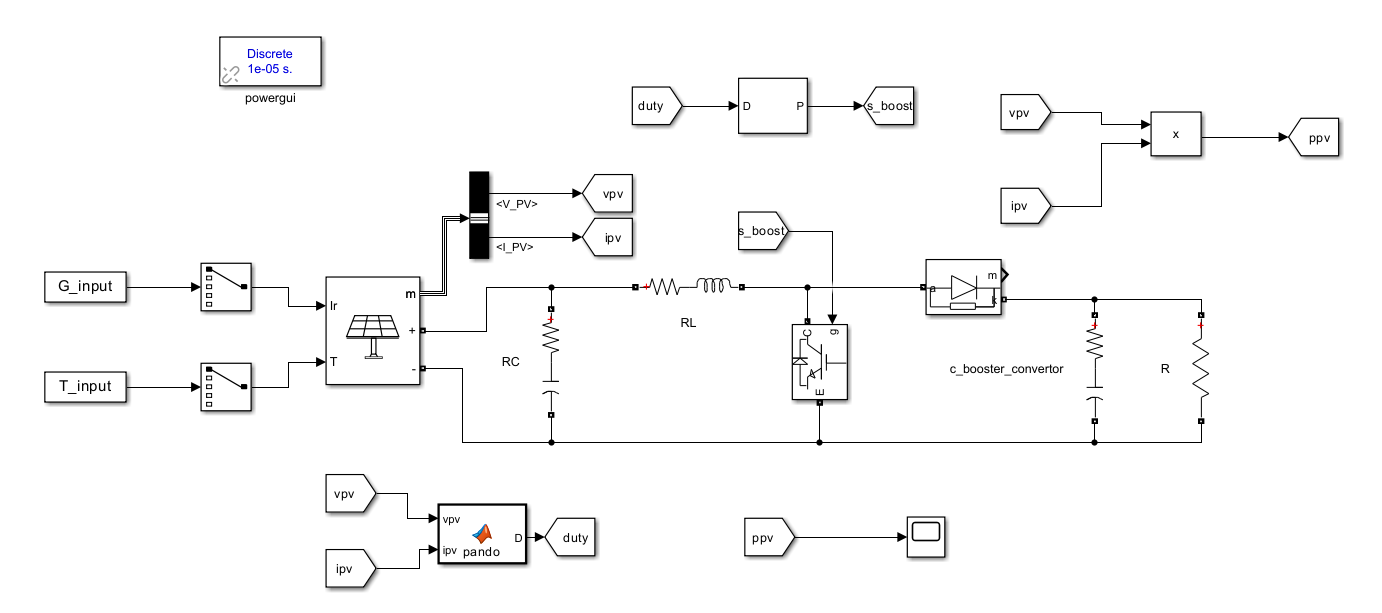 Discrete
1e-05 s.
powergui
duty
D
P
s_boost
vpv
x
ppv
ipv
<V_PV>
vpv
<I_PV>
ipv
s_boost
G_input
T_input
Ir
T
m
+
-
RC
+
RL
+
C
g
E
a
m
k
c_booster_convertor
+
R
+
vpv
ipv
vpv
ipv
D
pando
duty
ppv